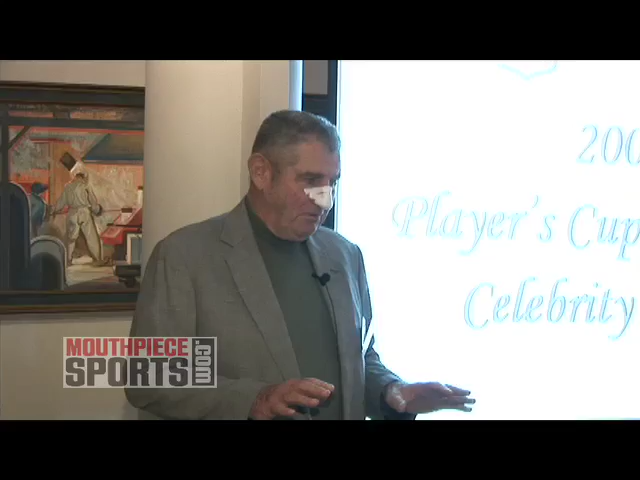 200
Player's Cup
Celebrity
MOUTHPIECE
SPORTS
.com